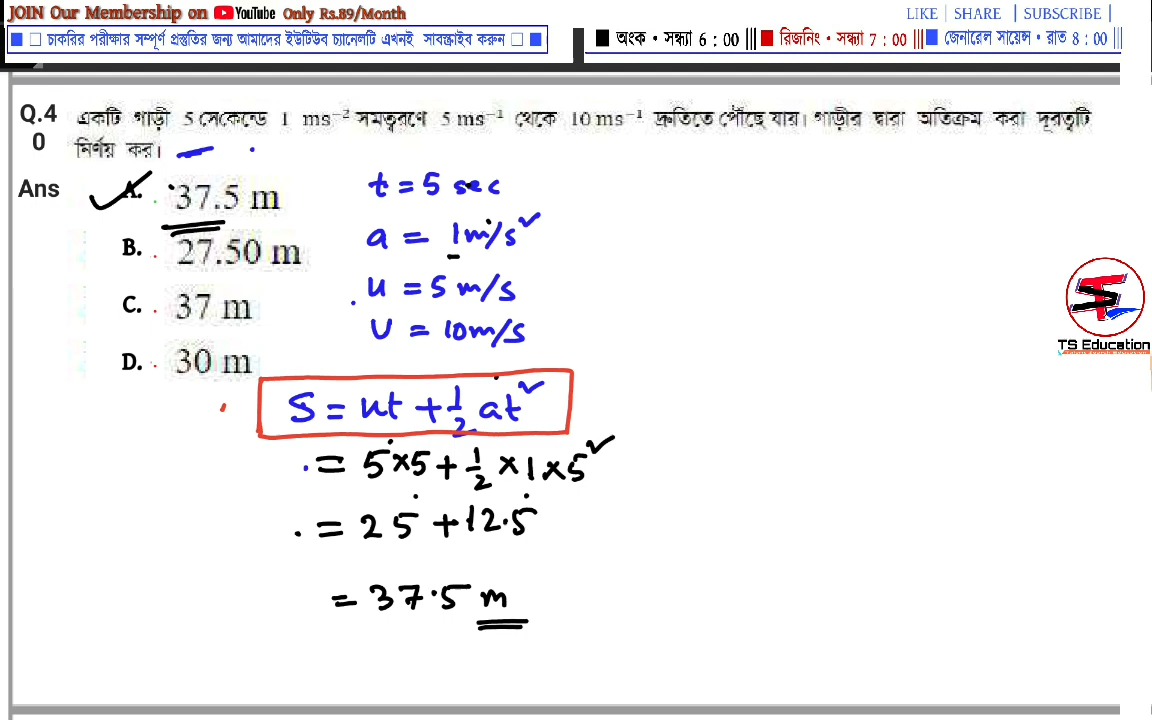 JOIN Our Membership on YouTube Only Rs.89/Month
LIKE | SHARE | SUBSCRIBE |
■ □ চাকরির পরীক্ষার সম্পূর্ণ প্রস্তুতির জন্য আমাদের ইউটিউব চ্যানেলটি এখনই সাবস্ক্রাইব করুন □ ■
■ অংক • সন্ধ্যা 6 : 00 ||| ■ রিজনিং • সন্ধ্যা 7 : 00 ||| ■ জেনারেল সায়েন্স • রাত 8 : 00 |||
Q.40 একটি গাড়ী 5 সেকেন্ডে 1 ms⁻² সমত্বরণে 5 ms⁻¹ থেকে 10 ms⁻¹ দ্রুতিতে পৌঁছে যায়। গাড়ীর দ্বারা অতিক্রম করা দূরত্বটি
নির্ণয় কর।
Ans A. 37.5 m
B. 27.50 m
C. 37 m
D. 30 m
t = 5 sec
a = 1 m/s²
u = 5 m/s
v = 10 m/s
S = ut + ½ at²
= 5×5 + ½ × 1 × 5²
= 25 + 12.5
= 37.5 m
TS Education